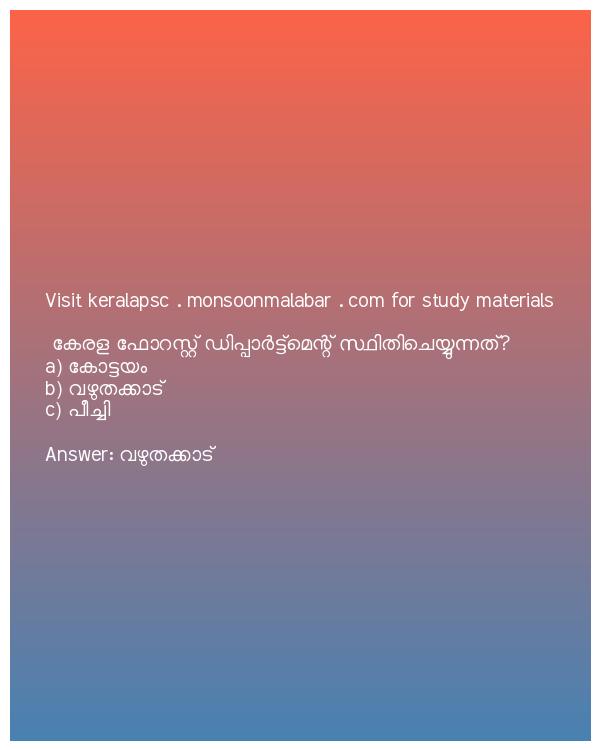 Visit keralapsc . monsoonmalabar . com for study materials
കേരള ഫോറസ്റ്റ് ഡിപ്പാർട്ട്മെന്റ് സ്ഥിതിചെയ്യുന്നത്?
a) കോട്ടയം
b) വഴുതക്കാട്
c) പീച്ചി
Answer: വഴുതക്കാട്